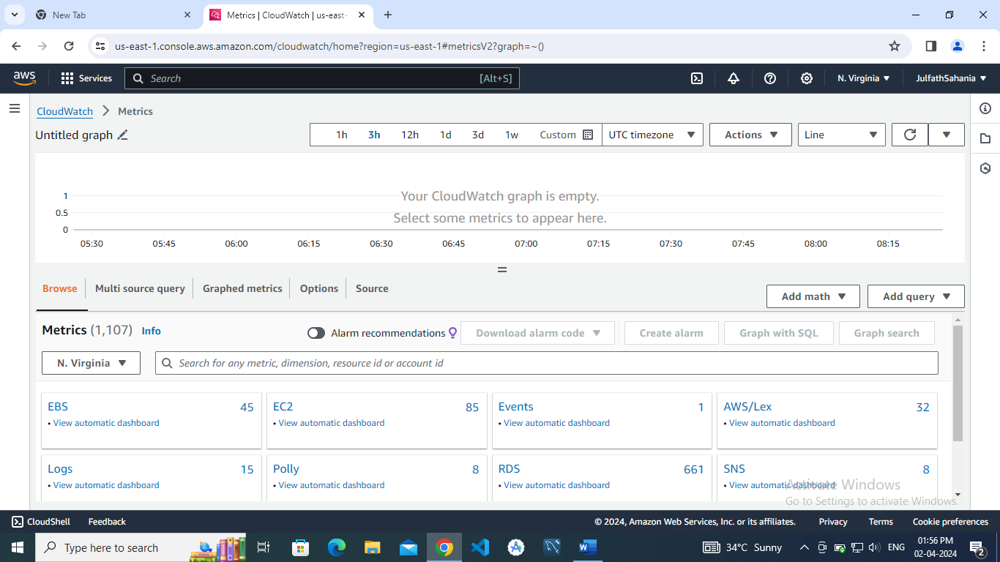 New Tab
Metrics | CloudWatch | us-east-
us-east-1.console.aws.amazon.com/cloudwatch/home?region=us-east-1#metricsV2?graph=~()
aws Services Search [Alt+S] N. Virginia JulfathSahania
CloudWatch Metrics
Untitled graph 1h 3h 12h 1d 3d 1w Custom UTC timezone Actions Line
Your CloudWatch graph is empty.
Select some metrics to appear here.
1
0.5
0
05:30 05:45 06:00 06:15 06:30 06:45 07:00 07:15 07:30 07:45 08:00 08:15
Browse Multi source query Graphed metrics Options Source
Add math Add query
Metrics (1,107) Info Alarm recommendations Download alarm code Create alarm Graph with SQL Graph search
N. Virginia Search for any metric, dimension, resource id or account id
EBS 45 EC2 85 Events 1 AWS/Lex 32
• View automatic dashboard • View automatic dashboard • View automatic dashboard • View automatic dashboard
Logs 15 Polly 8 RDS 661 SNS 8
• View automatic dashboard • View automatic dashboard • View automatic dashboard • View automatic dashboard
Activate Windows
Go to Settings to activate Windows.
CloudShell Feedback © 2024, Amazon Web Services, Inc. or its affiliates. Privacy Terms Cookie preferences
Type here to search 34°C Sunny ENG 01:56 PM
02-04-2024 2